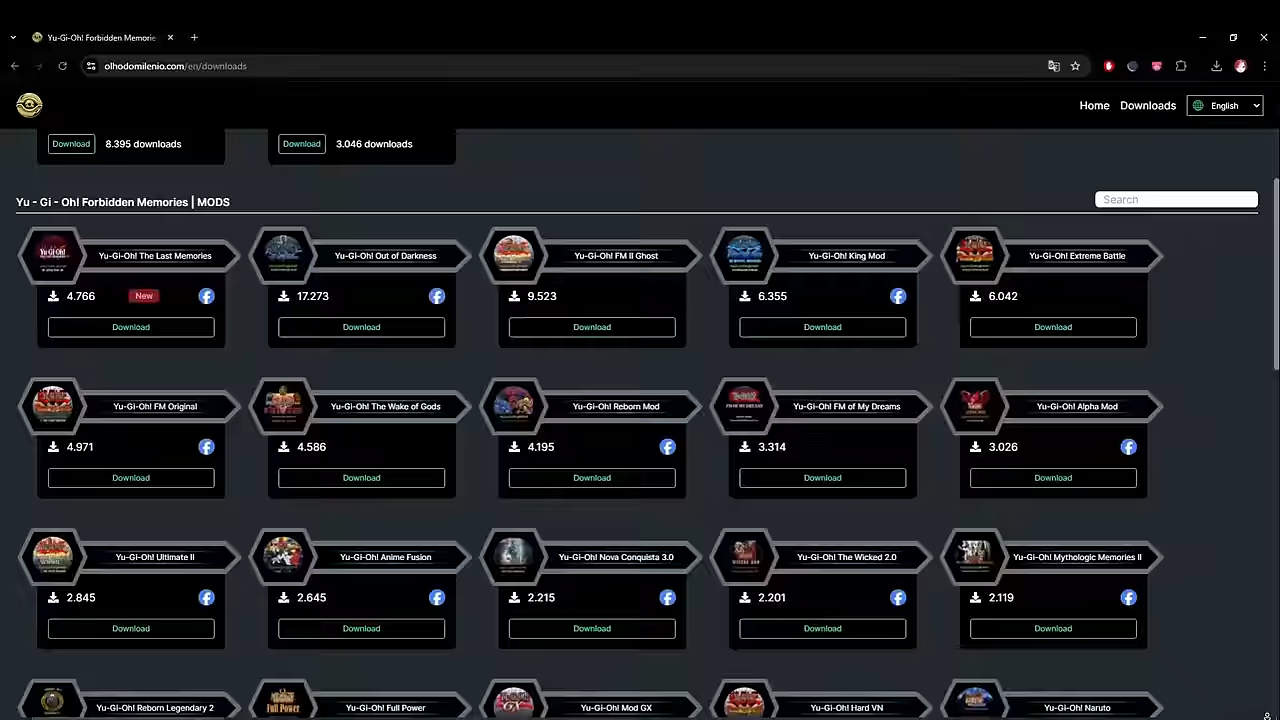 Yu-Gi-Oh! Forbidden Memorie
olhodomilenio.com/en/downloads
Home Downloads English
Download 8.395 downloads Download 3.046 downloads
Yu - Gi - Oh! Forbidden Memories | MODS
Search
Yu-Gi-Oh! The Last Memories Yu-Gi-Oh! Out of Darkness Yu-Gi-Oh! FM II Ghost Yu-Gi-Oh! King Mod Yu-Gi-Oh! Extreme Battle
4.766 New 17.273 9.523 6.355 6.042
Download Download Download Download Download
Yu-Gi-Oh! FM Original Yu-Gi-Oh! The Wake of Gods Yu-Gi-Oh! Reborn Mod Yu-Gi-Oh! FM of My Dreams Yu-Gi-Oh! Alpha Mod
4.971 4.586 4.195 3.314 3.026
Download Download Download Download Download
Yu-Gi-Oh! Ultimate II Yu-Gi-Oh! Anime Fusion Yu-Gi-Oh! Nova Conquista 3.0 Yu-Gi-Oh! The Wicked 2.0 Yu-Gi-Oh! Mythologic Memories II
2.845 2.645 2.215 2.201 2.119
Download Download Download Download Download
Yu-Gi-Oh! Reborn Legendary 2 Yu-Gi-Oh! Full Power Yu-Gi-Oh! Mod GX Yu-Gi-Oh! Hard VN Yu-Gi-Oh! Naruto